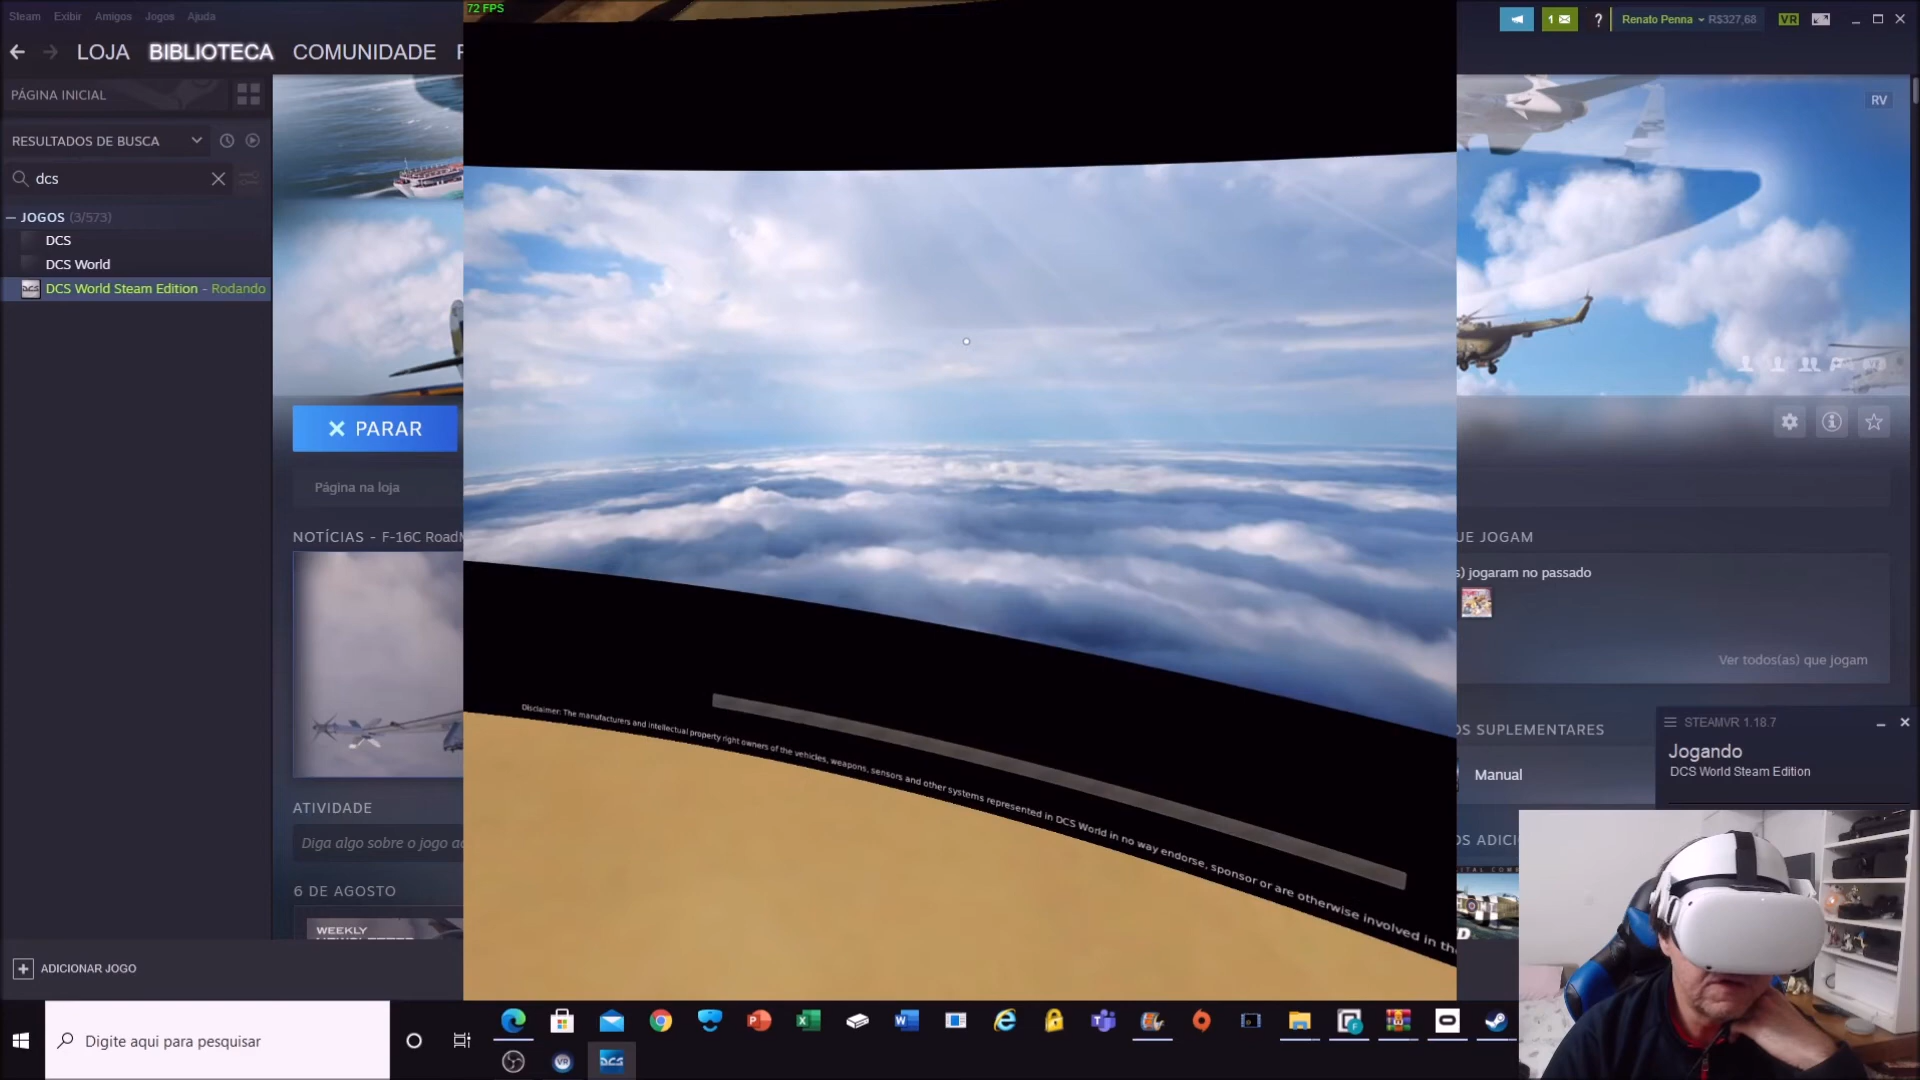 Steam Exibir Amigos Jogos Ajuda
72 FPS
1
?
Renato Penna R$327,68
VR
LOJA BIBLIOTECA COMUNIDADE
PÁGINA INICIAL
RV
RESULTADOS DE BUSCA
dcs
JOGOS (3/573)
DCS
DCS World
DCS World Steam Edition - Rodando
PARAR
Página na loja
NOTÍCIAS - F-16C
UE JOGAM
s) jogaram no passado
Ver todos(as) que jogam
Disclaimer: The manufacturers and intellectual property right owners of the vehicles, weapons, sensors and other systems represented in DCS World in no way endorse, sponsor or are otherwise involved in the
OS SUPLEMENTARES
Manual
STEAMVR 1.18.7
Jogando
DCS World Steam Edition
ATIVIDADE
Diga algo sobre o jogo
OS ADICI
6 DE AGOSTO
WEEKLY
ADICIONAR JOGO
Digite aqui para pesquisar
VR
DCS